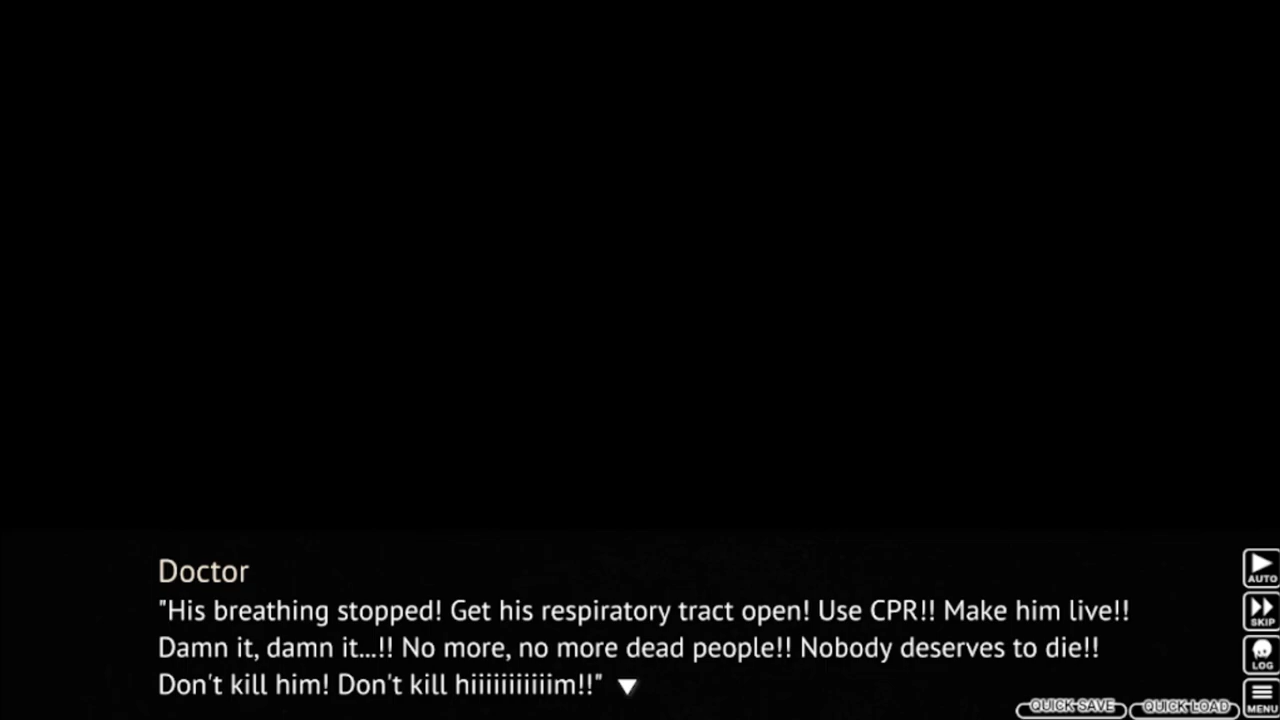 Doctor
"His breathing stopped! Get his respiratory tract open! Use CPR!! Make him live!!
Damn it, damn it...!! No more, no more dead people!! Nobody deserves to die!!
Don't kill him! Don't kill hiiiiiiiiiiim!!"
AUTO
SKIP
LOG
MENU
QUICK SAVE QUICK LOAD